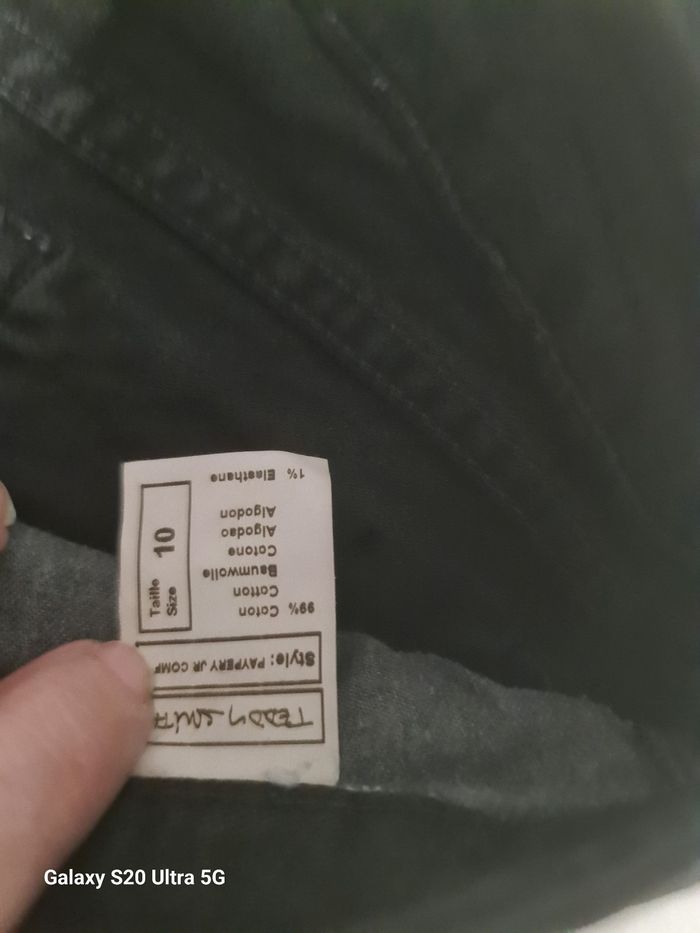 TEDDY SMITH
Style: PAYPERY JR COMF
99% Coton
Cotton
Baumwolle
Cotone
Algodao
Algodon
1% Elasthane
Taille
Size
10
Galaxy S20 Ultra 5G